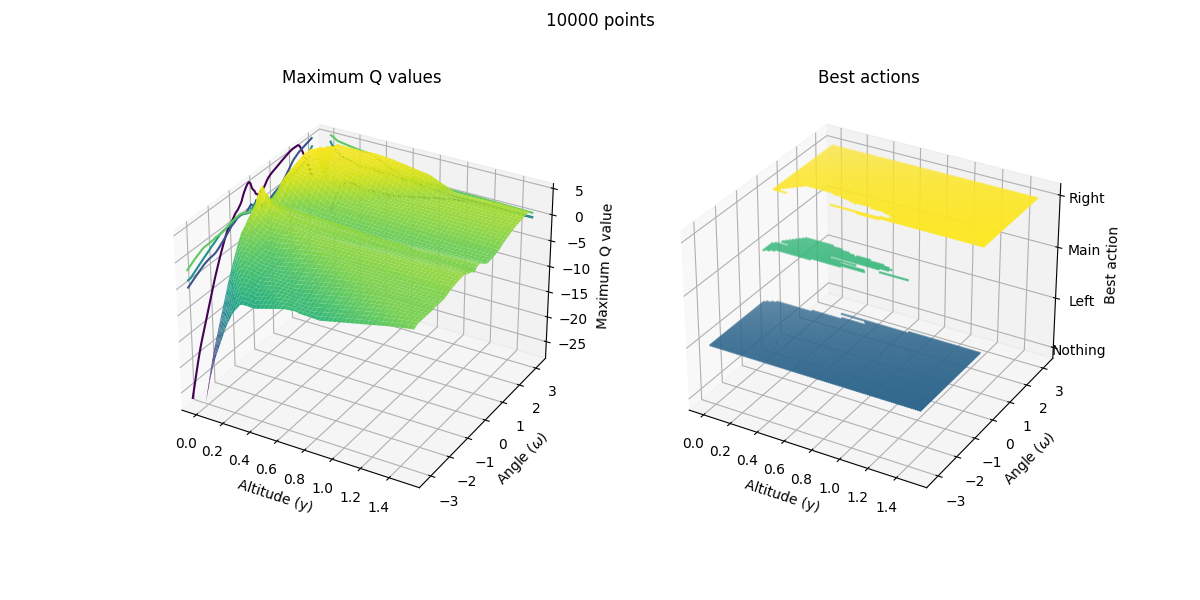 10000 points
Maximum Q values
Best actions
5
0
−5
−10
−15
−20
−25
Maximum Q value
3
2
1
0
−1
−2
−3
Angle (ω)
0.0
0.2
0.4
0.6
0.8
1.0
1.2
1.4
Altitude (y)
Right
Main
Left
Nothing
Best action
3
2
1
0
−1
−2
−3
Angle (ω)
0.0
0.2
0.4
0.6
0.8
1.0
1.2
1.4
Altitude (y)